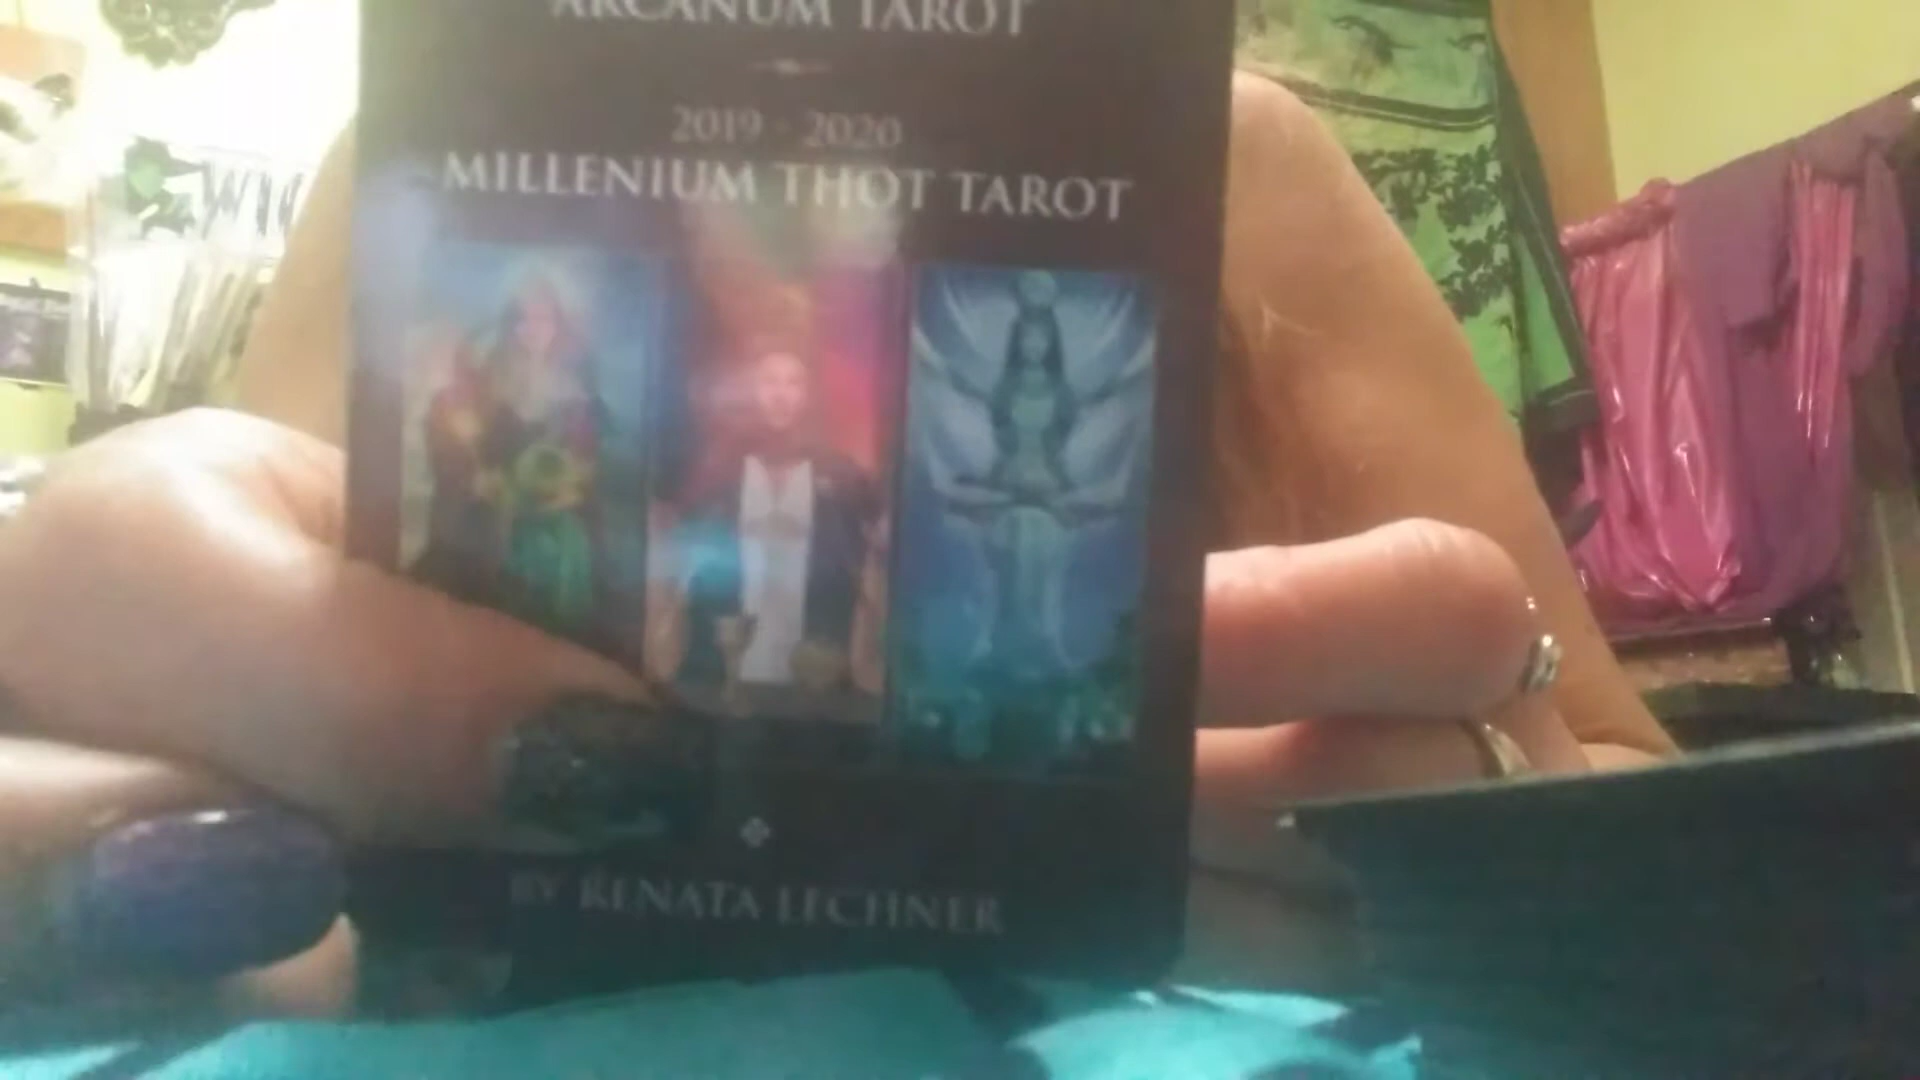 ARCANUM TAROT
2019 - 2020
MILLENIUM THOT TAROT
BY RENATA LECHNER